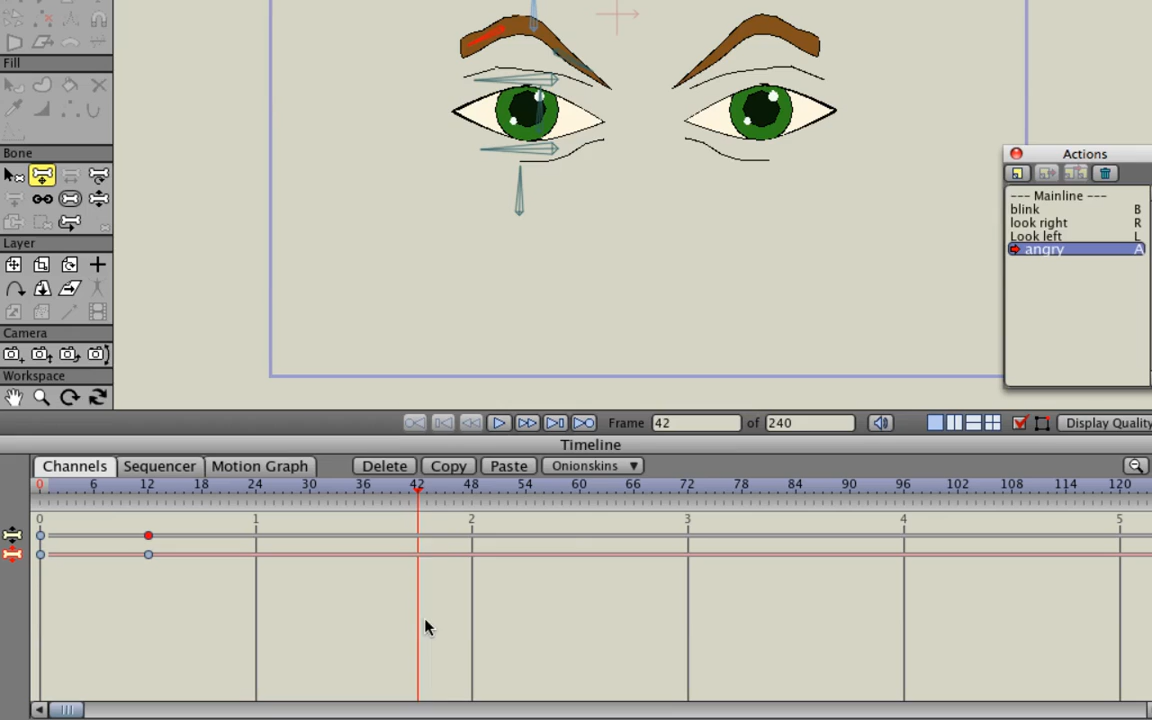 Fill
Bone
Layer
Camera
Workspace
Actions
--- Mainline ---
blink B
look right R
Look left L
angry A
Frame 42 of 240
Display Quality
Timeline
Channels Sequencer Motion Graph Delete Copy Paste Onionskins
0 6 12 18 24 30 36 42 48 54 60 66 72 78 84 90 96 102 108 114 120
0 1 2 3 4 5